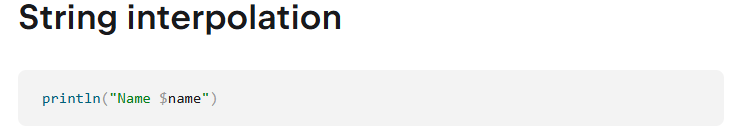 String interpolation
println("Name $name")